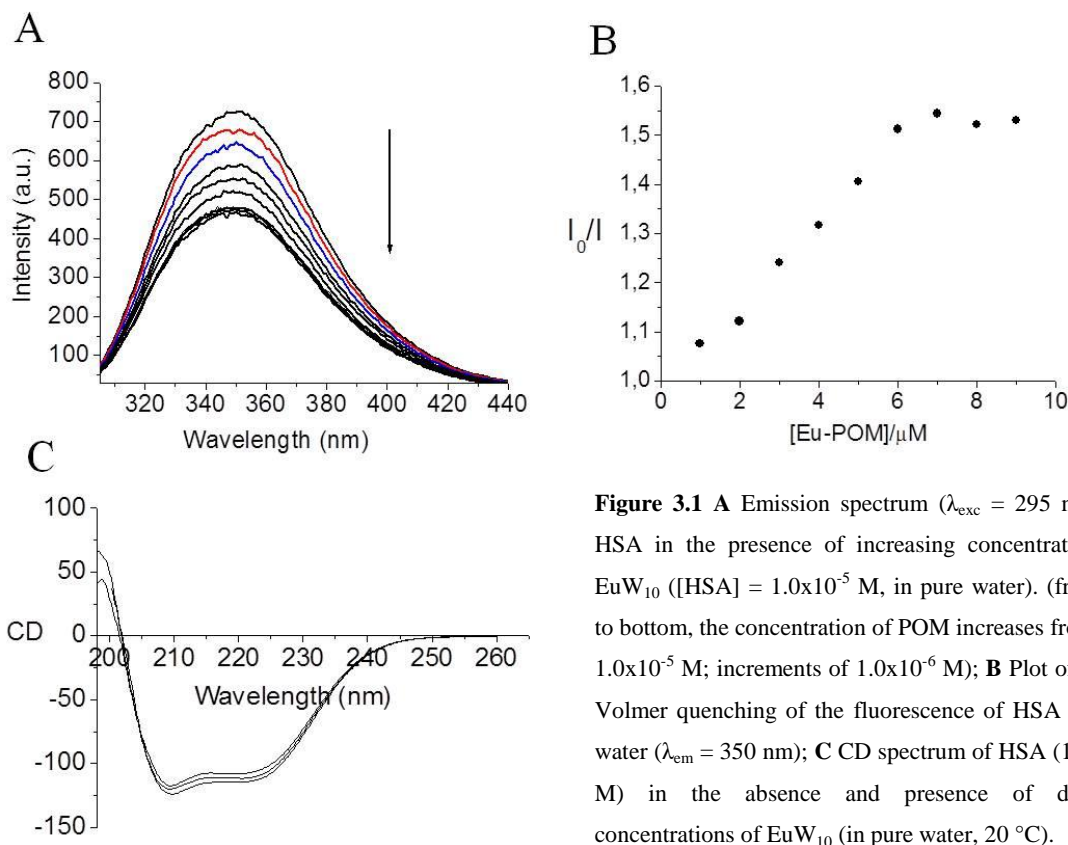 A
800
700
600
500
400
300
200
100
Intensity (a.u.)
320 340 360 380 400 420 440
Wavelength (nm)
B
1,6
1,5
1,4
1,3
1,2
1,1
1,0
I₀/I
0 2 4 6 8 10
[Eu-POM]/μM
C
100
50
0
-50
-100
-150
CD
200 210 220 230 240 250 260
Wavelength (nm)
Figure 3.1 A Emission spectrum (λexc = 295
HSA in the presence of increasing
EuW₁₀ ([HSA] = 1.0x10⁻⁵ M, in pure water).
to bottom, the concentration of POM increases
1.0x10⁻⁵ M; increments of 1.0x10⁻⁶ M); B Plot
Volmer quenching of the fluorescence of HSA
water (λem = 350 nm); C CD spectrum of HSA
M) in the absence and presence of
concentrations of EuW₁₀ (in pure water, 20 °C).